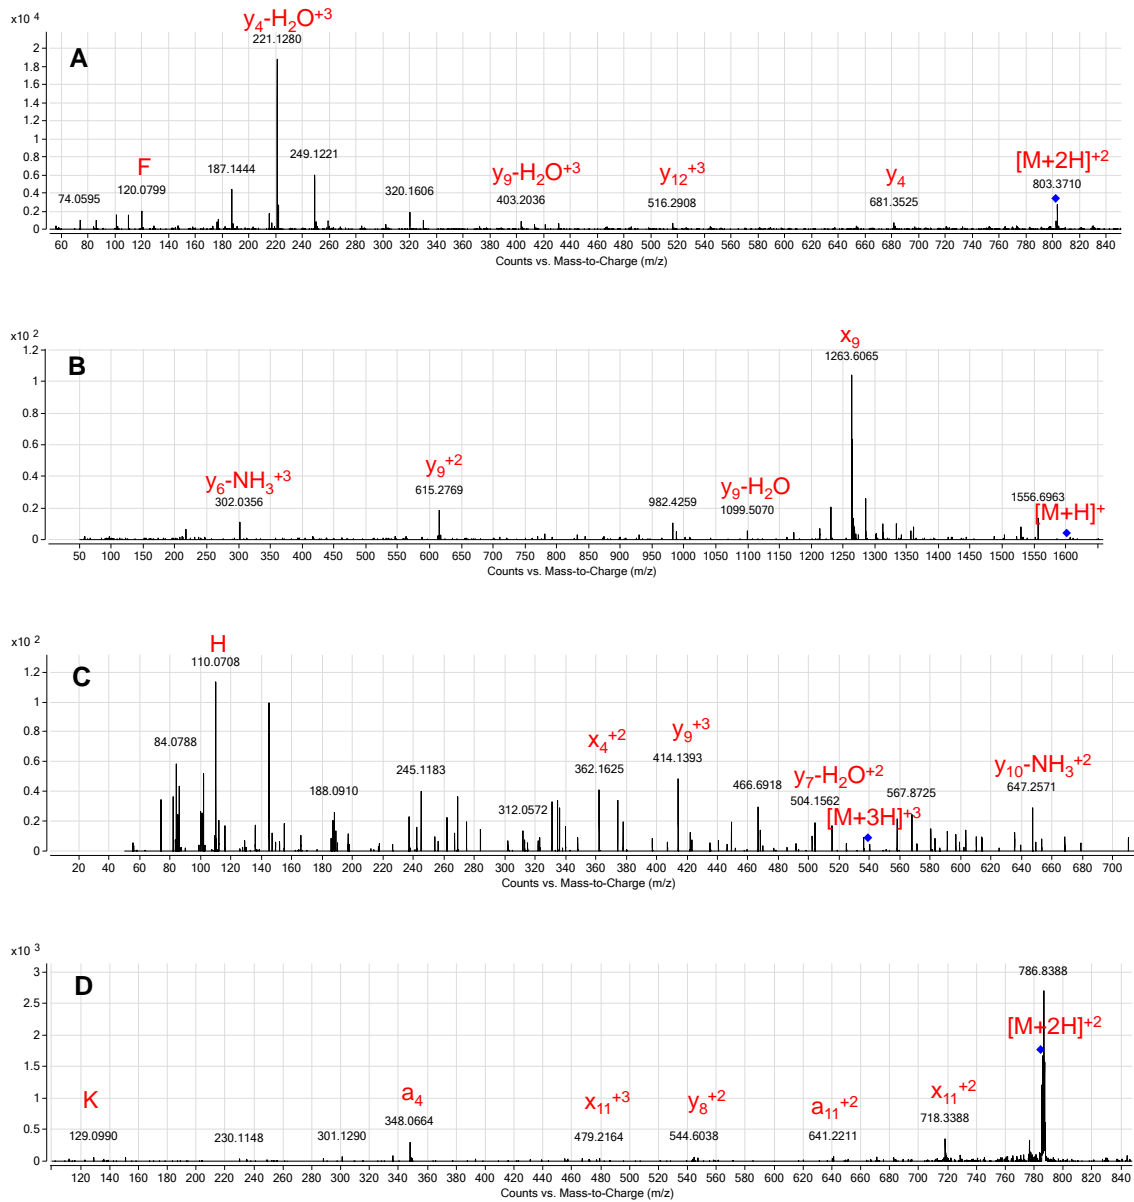 x10 4
A
y4-H2O+3
221.1280
2
1.8
1.6
1.4
1.2
1
0.8
0.6
0.4
0.2
0
74.0595
F
120.0799
187.1444
249.1221
320.1606
y9-H2O+3
403.2036
y12+3
516.2908
y4
681.3525
[M+2H]+2
803.3710
60 80 100 120 140 160 180 200 220 240 260 280 300 320 340 360 380 400 420 440 460 480 500 520 540 560 580 600 620 640 660 680 700 720 740 760 780 800 820 840
Counts vs. Mass-to-Charge (m/z)
x10 2
B
x9
1263.6065
1.2
1
0.8
0.6
0.4
0.2
0
y6-NH3+3
302.0356
y9+2
615.2769
982.4259
y9-H2O
1099.5070
1556.6963
[M+H]+
50 100 150 200 250 300 350 400 450 500 550 600 650 700 750 800 850 900 950 1000 1050 1100 1150 1200 1250 1300 1350 1400 1450 1500 1550 1600
Counts vs. Mass-to-Charge (m/z)
x10 2
C
H
110.0708
1.2
1
0.8
0.6
0.4
0.2
0
84.0788
188.0910
245.1183
312.0572
x4+2
362.1625
y9+3
414.1393
466.6918
y7-H2O+2
504.1562
[M+3H]+3
567.8725
y10-NH3+2
647.2571
20 40 60 80 100 120 140 160 180 200 220 240 260 280 300 320 340 360 380 400 420 440 460 480 500 520 540 560 580 600 620 640 660 680 700
Counts vs. Mass-to-Charge (m/z)
x10 3
D
786.8388
[M+2H]+2
3
2.5
2
1.5
1
0.5
0
K
129.0990
230.1148
301.1290
a4
348.0664
x11+3
479.2164
y8+2
544.6038
a11+2
641.2211
x11+2
718.3388
120 140 160 180 200 220 240 260 280 300 320 340 360 380 400 420 440 460 480 500 520 540 560 580 600 620 640 660 680 700 720 740 760 780 800 820 840
Counts vs. Mass-to-Charge (m/z)